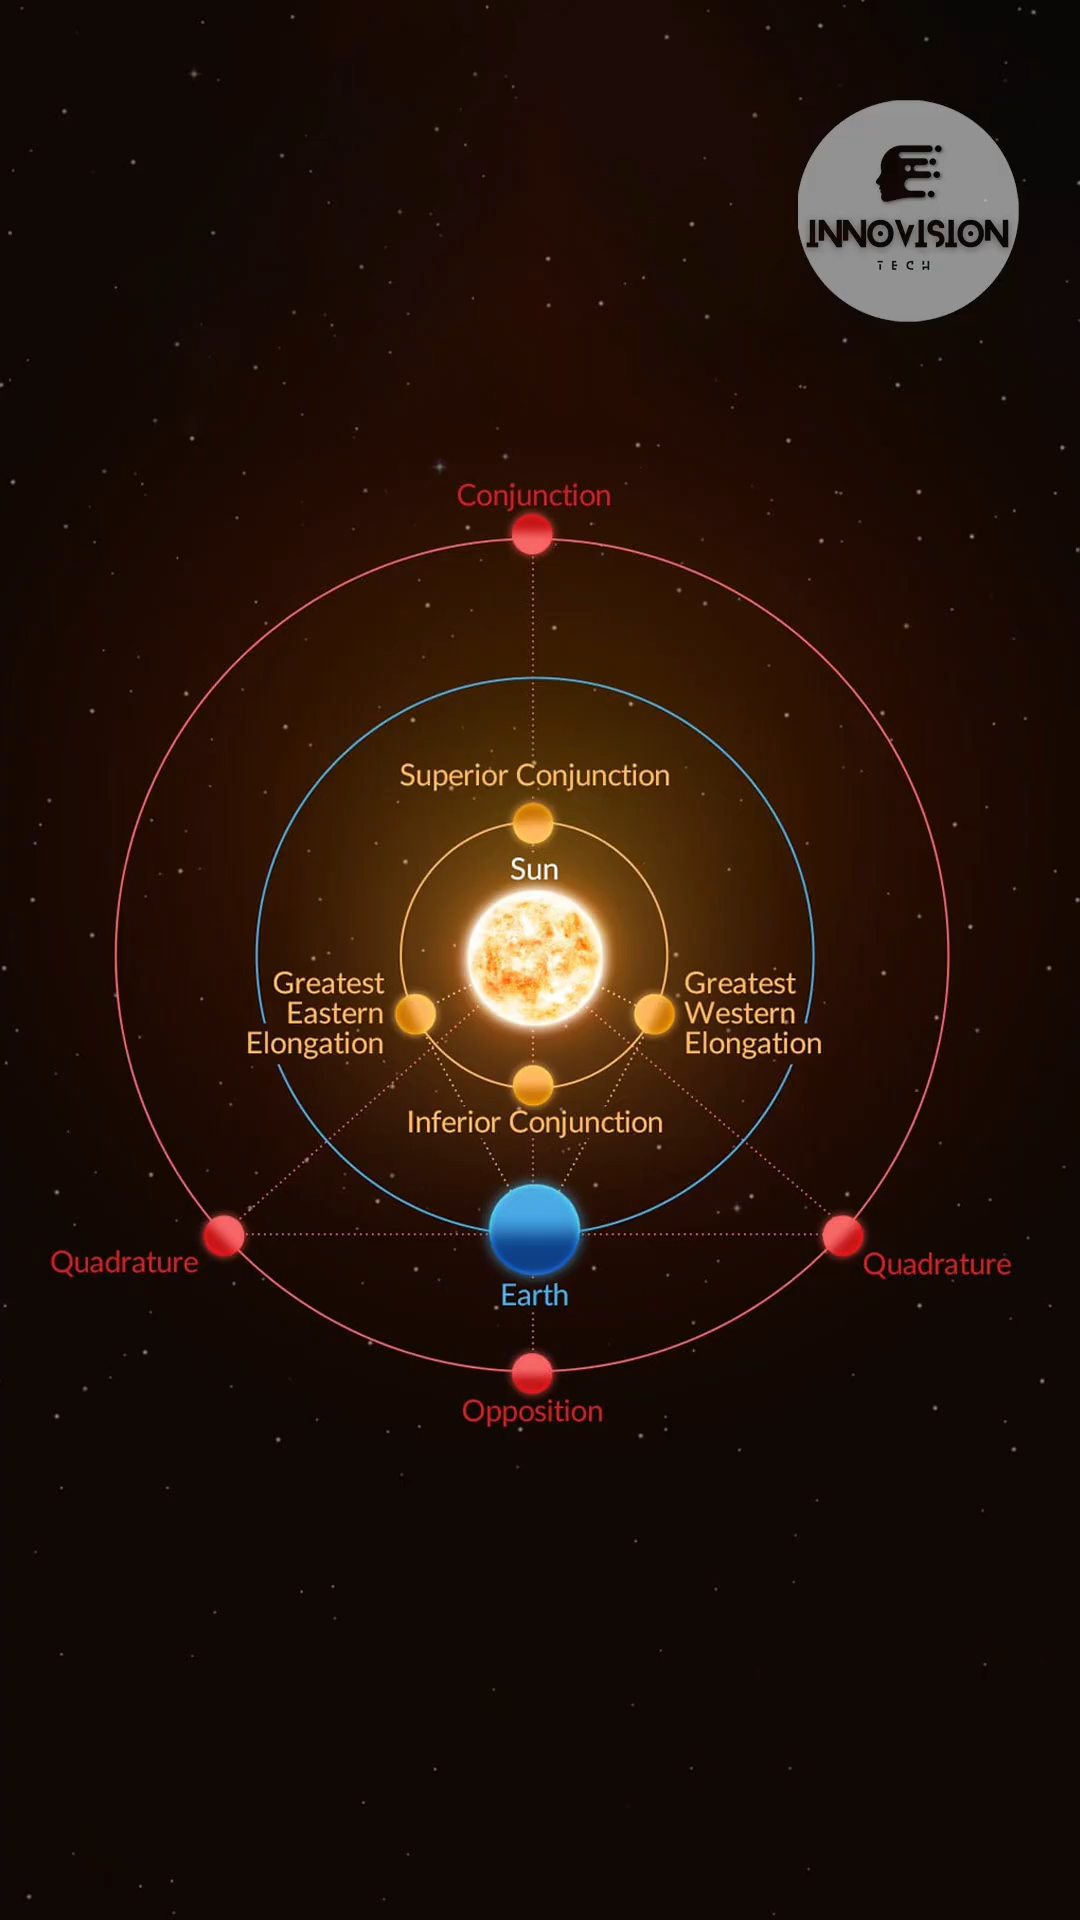 INNOVISION
TECH
Conjunction
Superior Conjunction
Sun
Greatest
Eastern
Elongation
Greatest
Western
Elongation
Inferior Conjunction
Quadrature
Quadrature
Earth
Opposition